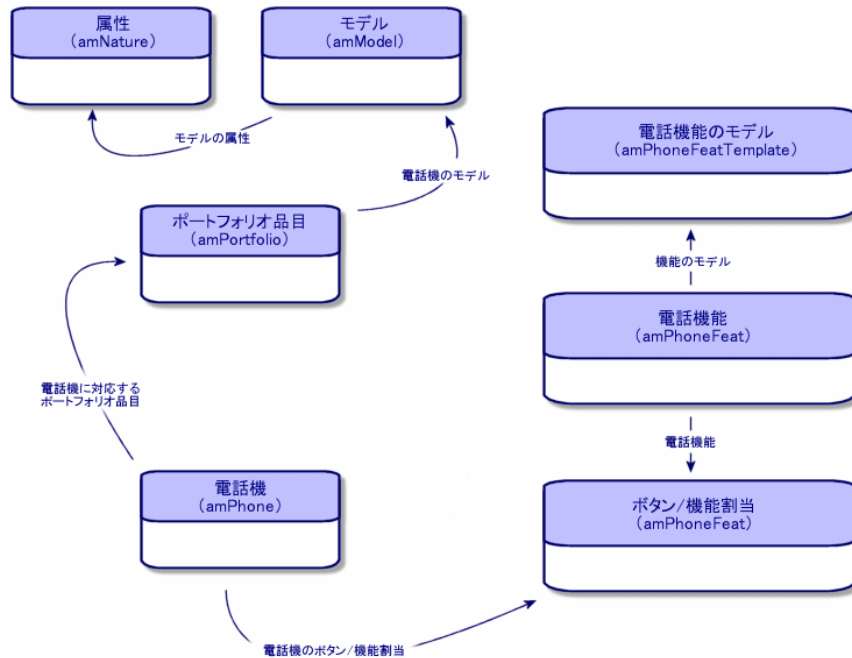 属性
(amNature)
モデル
(amModel)
モデルの属性
電話機能のモデル
(amPhoneFeatTemplate)
電話機のモデル
ポートフォリオ品目
(amPortfolio)
機能のモデル
電話機能
(amPhoneFeat)
電話機に対応する
ポートフォリオ品目
電話機能
電話機
(amPhone)
ボタン/機能割当
(amPhoneFeat)
電話機のボタン/機能割当